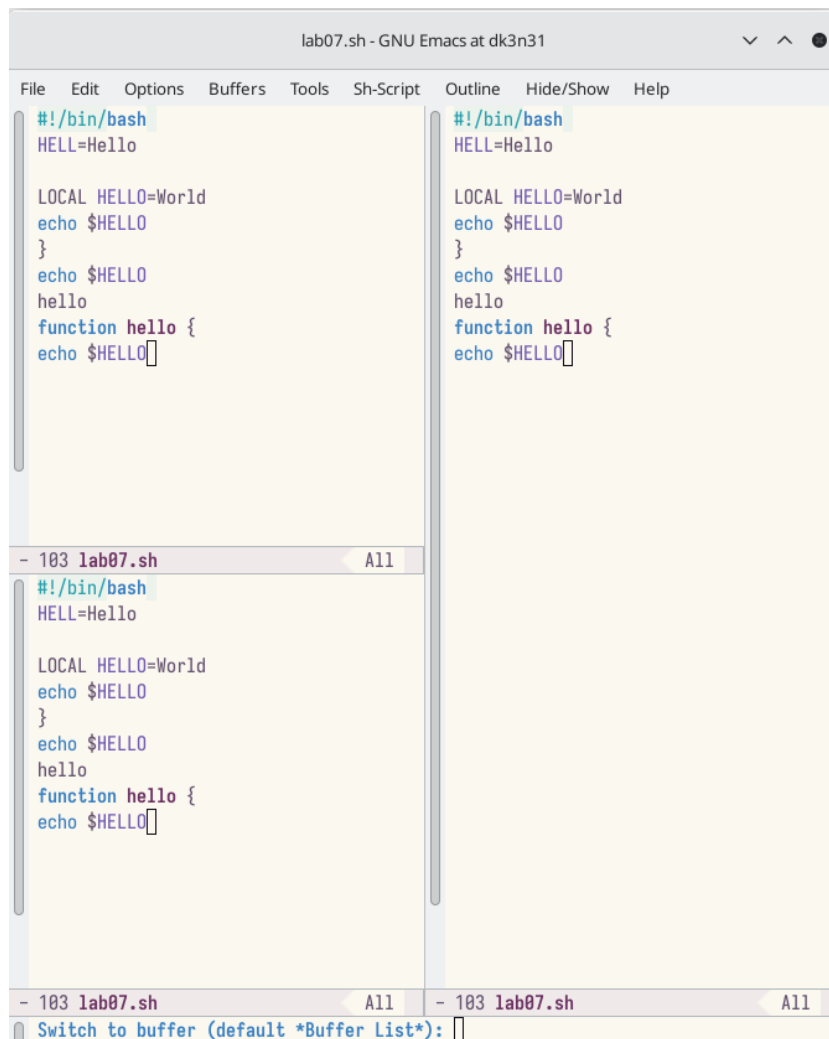 lab07.sh - GNU Emacs at dk3n31
File Edit Options Buffers Tools Sh-Script Outline Hide/Show Help
#!/bin/bash
HELL=Hello
LOCAL HELLO=World
echo $HELLO
}
echo $HELLO
hello
function hello {
echo $HELLO
- 103 lab07.sh All
#!/bin/bash
HELL=Hello
LOCAL HELLO=World
echo $HELLO
}
echo $HELLO
hello
function hello {
echo $HELLO
- 103 lab07.sh All
#!/bin/bash
HELL=Hello
LOCAL HELLO=World
echo $HELLO
}
echo $HELLO
hello
function hello {
echo $HELLO
- 103 lab07.sh All
Switch to buffer (default *Buffer List*):